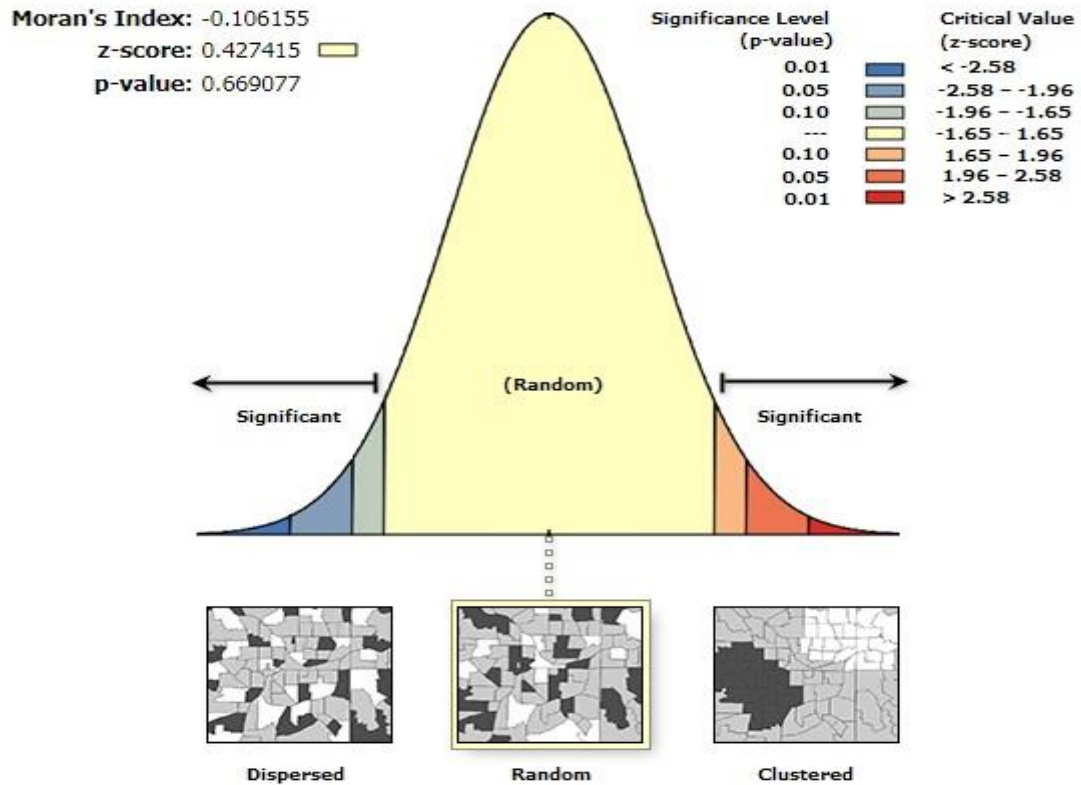 Moran's Index: -0.106155
z-score: 0.427415
p-value: 0.669077
Significance Level
(p-value)
Critical Value
(z-score)
0.01 < -2.58
0.05 -2.58 – -1.96
0.10 -1.96 – -1.65
--- -1.65 – 1.65
0.10 1.65 – 1.96
0.05 1.96 – 2.58
0.01 > 2.58
(Random)
Significant
Significant
Dispersed
Random
Clustered